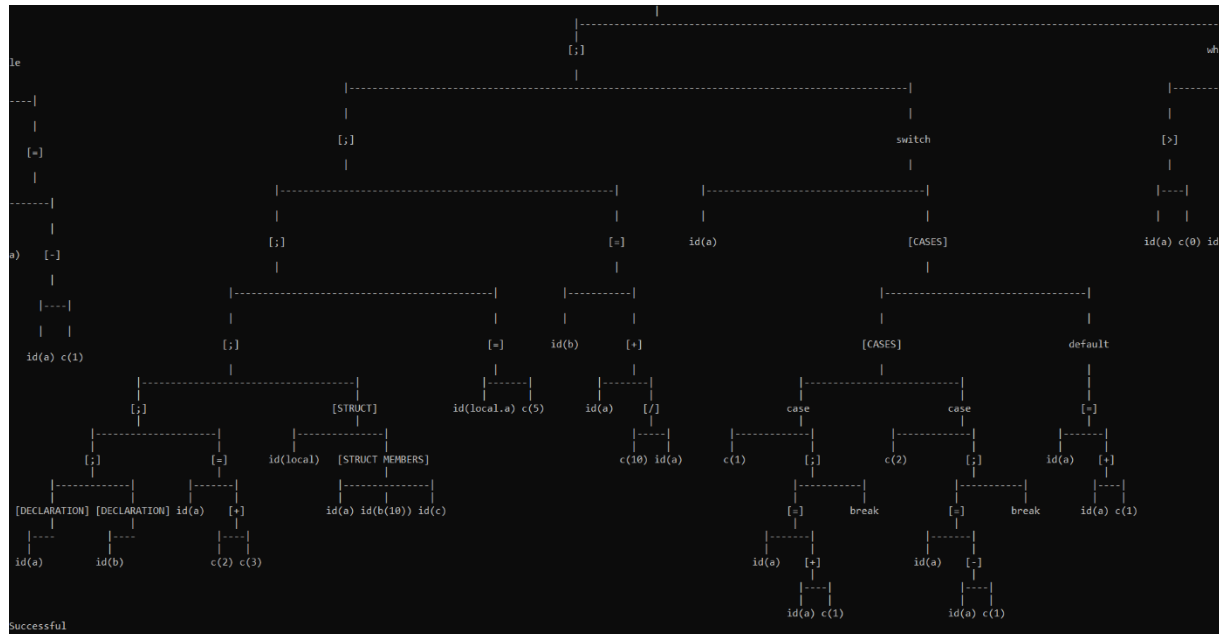 [;] wh
le
[;] switch [>]
[=]
[;] [=] id(a) [CASES] id(a) c(0) id
a) [-]
[;] [=] id(b) [+] [CASES] default
id(a) c(1)
[;] [STRUCT] id(local.a) c(5) id(a) [/] case case [=]
[;] [=] id(local) [STRUCT MEMBERS] c(10) id(a) c(1) [;] c(2) [;] id(a) [+]
[DECLARATION] [DECLARATION] id(a) [+] id(a) id(b(10)) id(c) [=] break [=] break id(a) c(1)
id(a) id(b) c(2) c(3) id(a) [+] id(a) [-]
id(a) c(1) id(a) c(1)
Successful